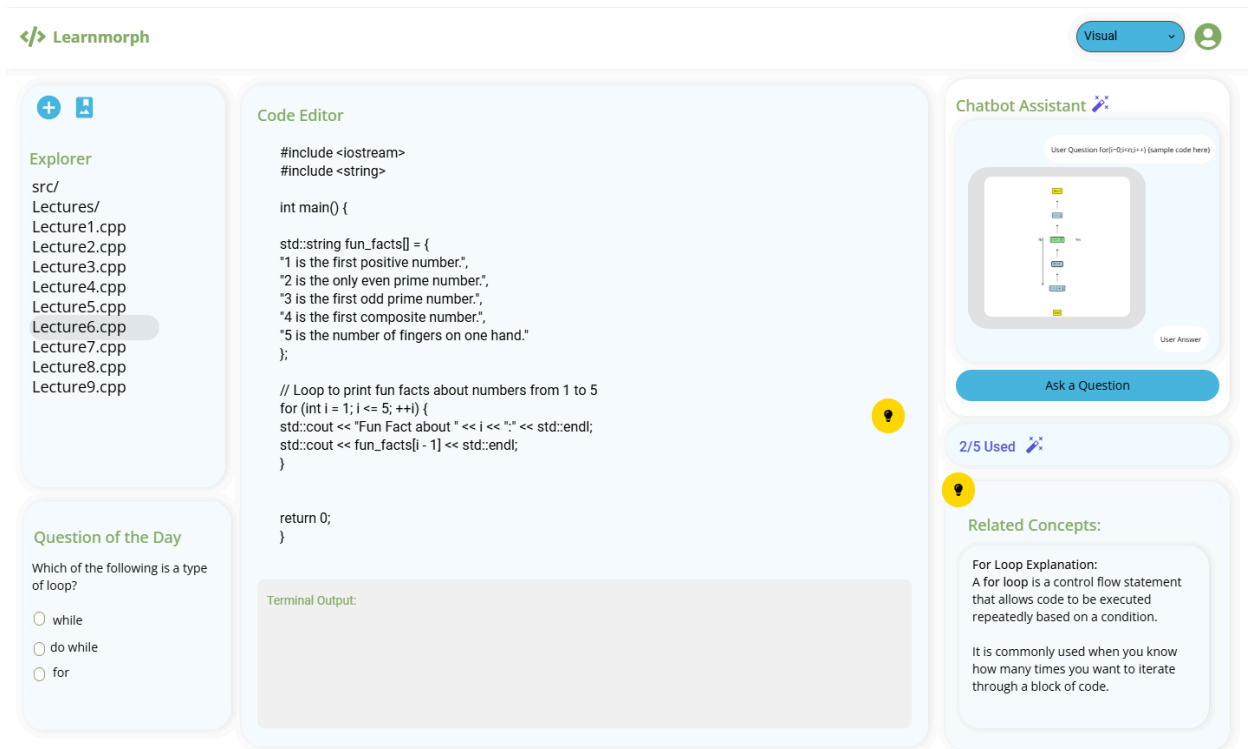 </> Learnmorph
Visual
Explorer
src/
Lectures/
Lecture1.cpp
Lecture2.cpp
Lecture3.cpp
Lecture4.cpp
Lecture5.cpp
Lecture6.cpp
Lecture7.cpp
Lecture8.cpp
Lecture9.cpp
Question of the Day
Which of the following is a type
of loop?
while
do while
for
Code Editor
#include <iostream>
#include <string>
int main() {
std::string fun_facts[] = {
"1 is the first positive number.",
"2 is the only even prime number.",
"3 is the first odd prime number.",
"4 is the first composite number.",
"5 is the number of fingers on one hand."
};
// Loop to print fun facts about numbers from 1 to 5
for (int i = 1; i <= 5; ++i) {
std::cout << "Fun Fact about " << i << ":" << std::endl;
std::cout << fun_facts[i - 1] << std::endl;
}
return 0;
}
Terminal Output:
Chatbot Assistant
User Question for(i=0;i<n;i++) {sample code here}
No
Yes
User Answer
Ask a Question
2/5 Used
Related Concepts:
For Loop Explanation:
A for loop is a control flow statement
that allows code to be executed
repeatedly based on a condition.
It is commonly used when you know
how many times you want to iterate
through a block of code.